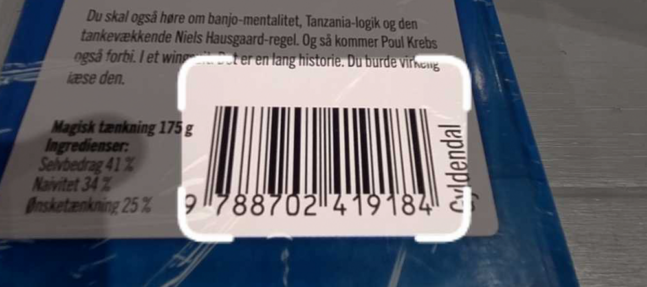 Du skal også høre om banjo-mentalitet, Tanzania-logik og den
tankevækkende Niels Hausgaard-regel. Og så kommer Poul Krebs
også forbi. I et Det er en lang historie. Du burde virkelig
læse den.
Magisk tænkning 175 g
Ingredienser:
Selvbedrag 41 %
Naivitet 34 %
Ønsketænkning 25 %
9 788702 419184
Gyldendal